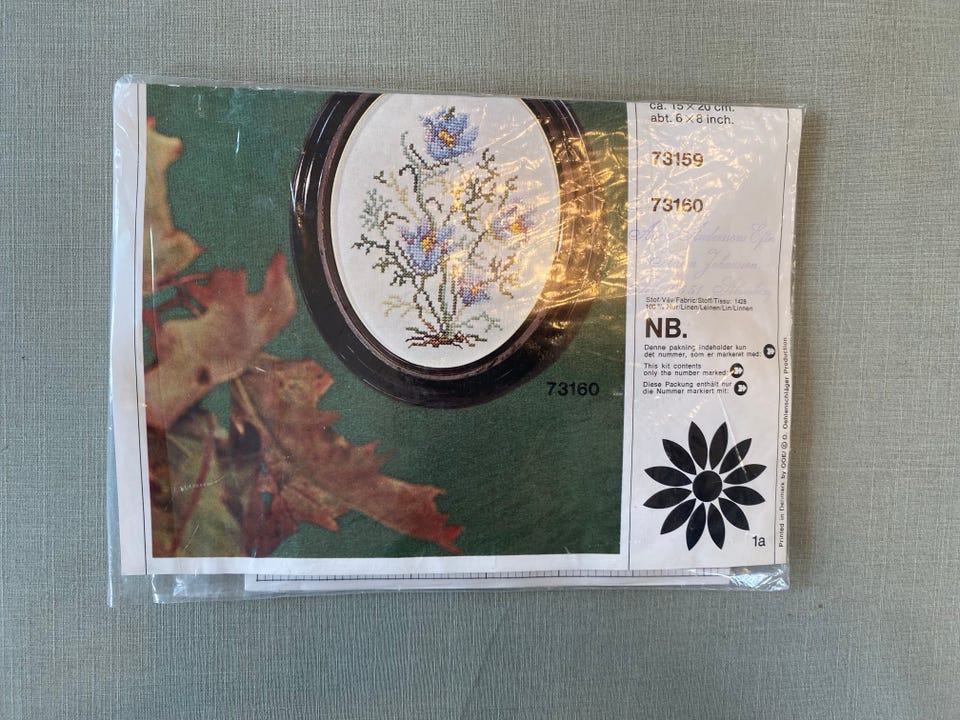 ca. 15 × 20 cm.
abt. 6 × 8 inch.
73159
73160
Stof/Väv/Fabric/Stoff/Tissu: 1428
100 % Hør/Linen/Leinen/Lin/Linnen
NB.
Denne pakning indeholder kun
det nummer, som er markeret med:
This kit contents
only the number marked:
Diese Packung enthält nur
die Nummer markiert mit:
73160
1a
Printed in Denmark by OOE/ © O. Oehlenschläger Production.